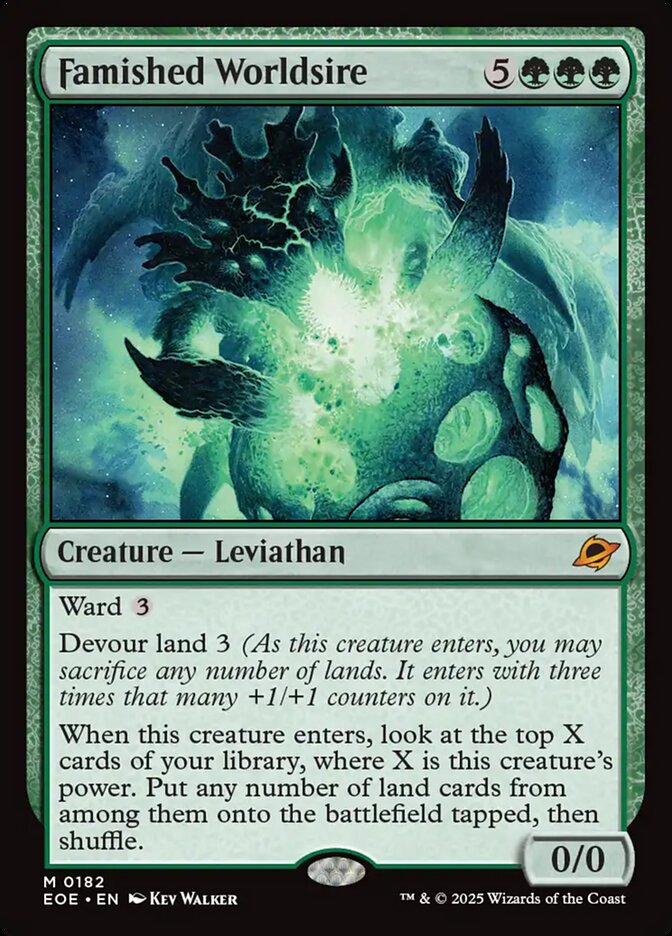 Famished Worldsire 5
Creature — Leviathan
Ward 3
Devour land 3 (As this creature enters, you may
sacrifice any number of lands. It enters with three
times that many +1/+1 counters on it.)
When this creature enters, look at the top X
cards of your library, where X is this creature's
power. Put any number of land cards from
among them onto the battlefield tapped, then
shuffle.
0/0
M 0182
EOE • EN Kev Walker
™ & © 2025 Wizards of the Coast